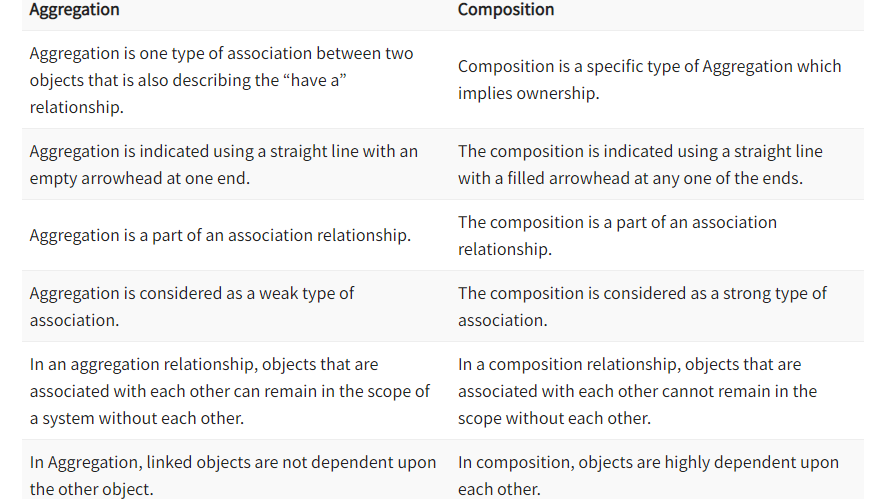 Aggregation
Composition
Aggregation is one type of association between two
objects that is also describing the “have a”
relationship.
Composition is a specific type of Aggregation which
implies ownership.
Aggregation is indicated using a straight line with an
empty arrowhead at one end.
The composition is indicated using a straight line
with a filled arrowhead at any one of the ends.
Aggregation is a part of an association relationship.
The composition is a part of an association
relationship.
Aggregation is considered as a weak type of
association.
The composition is considered as a strong type of
association.
In an aggregation relationship, objects that are
associated with each other can remain in the scope of
a system without each other.
In a composition relationship, objects that are
associated with each other cannot remain in the
scope without each other.
In Aggregation, linked objects are not dependent upon
the other object.
In composition, objects are highly dependent upon
each other.